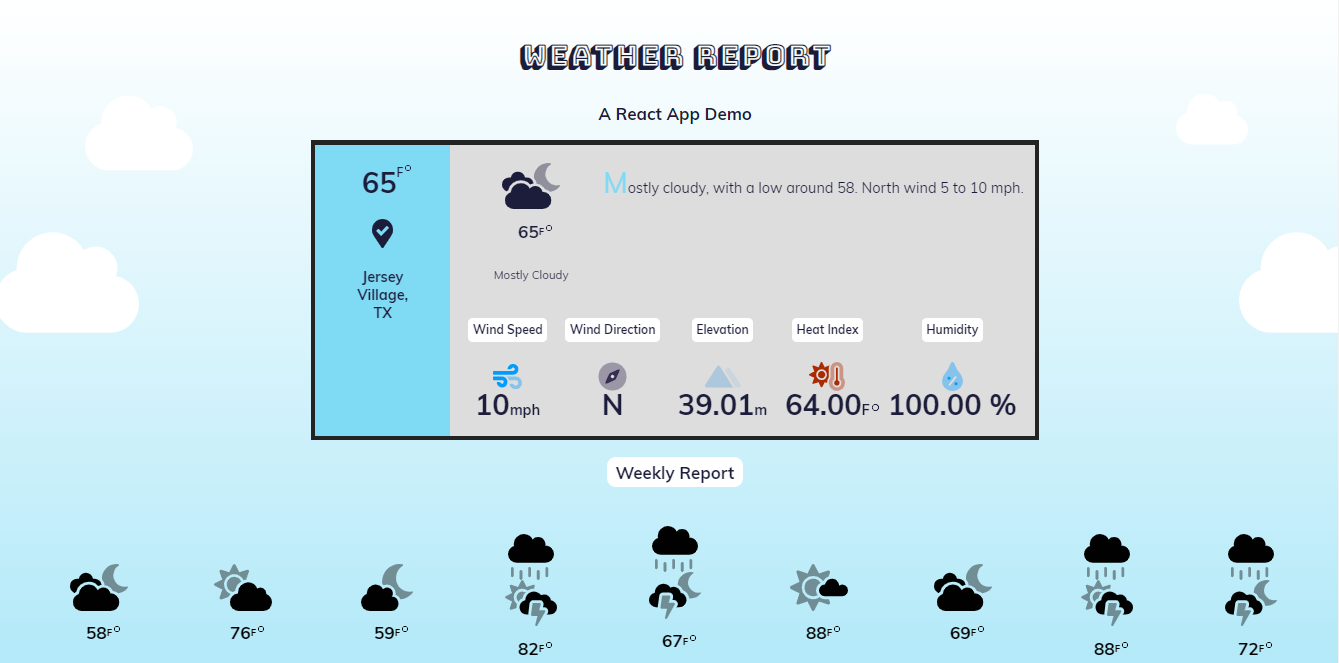 WEATHER REPORT
A React App Demo
65F°
Jersey
Village,
TX
65F°
Mostly Cloudy
Mostly cloudy, with a low around 58. North wind 5 to 10 mph.
Wind Speed Wind Direction Elevation Heat Index Humidity
10mph N 39.01m 64.00F° 100.00 %
Weekly Report
58F° 76F° 59F° 82F° 67F° 88F° 69F° 88F° 72F°